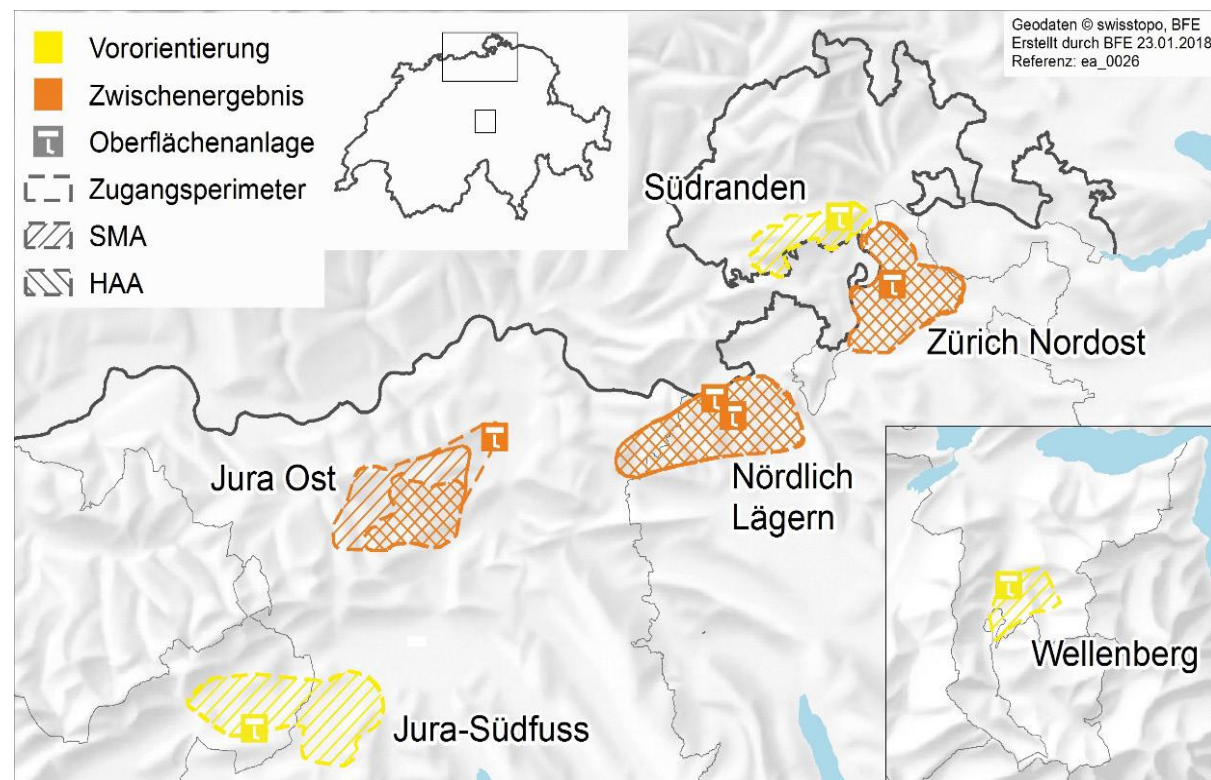 Vororientierung
Zwischenergebnis
Oberflächenanlage
Zugangsperimeter
SMA
HAA
Geodaten © swisstopo, BFE
Erstellt durch BFE 23.01.2018
Referenz: ea_0026
Südranden
Zürich Nordost
Jura Ost
Nördlich
Lägern
Wellenberg
Jura-Südfuss